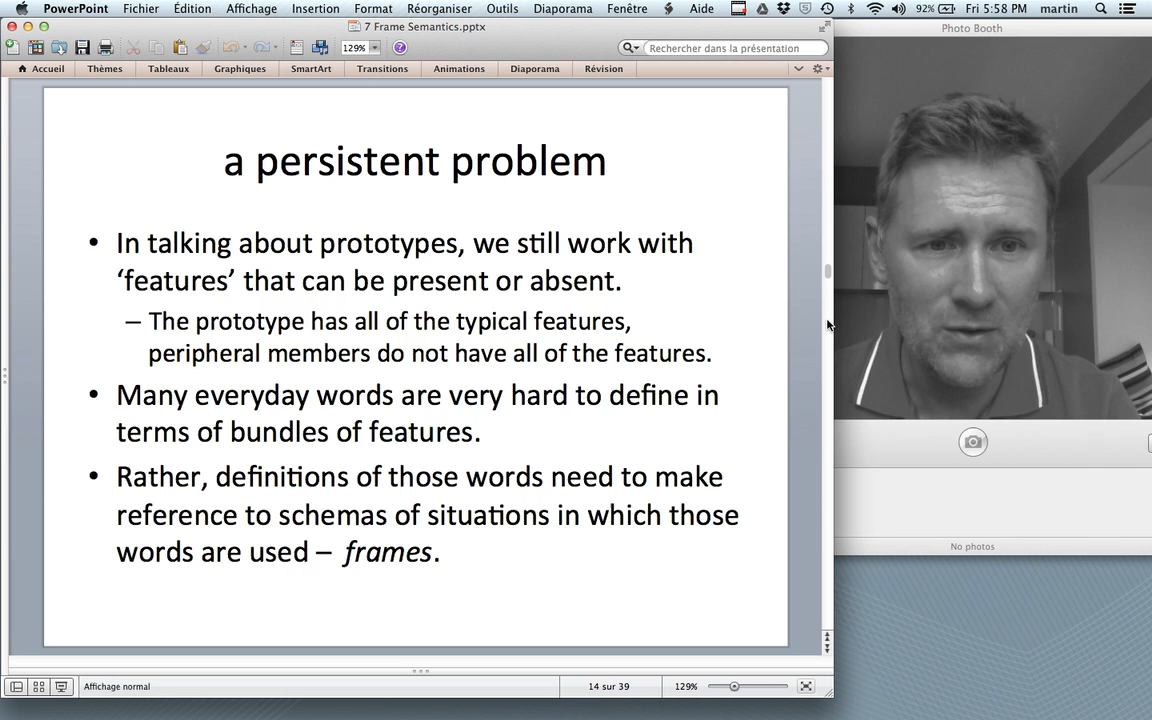 PowerPoint Fichier Édition Affichage Insertion Format Réorganiser Outils Diaporama Fenêtre Aide 92% Fri 5:58 PM martin
7 Frame Semantics.pptx
Photo Booth
129%
Rechercher dans la présentation
Accueil Thèmes Tableaux Graphiques SmartArt Transitions Animations Diaporama Révision
a persistent problem
• In talking about prototypes, we still work with
‘features’ that can be present or absent.
– The prototype has all of the typical features,
peripheral members do not have all of the features.
• Many everyday words are very hard to define in
terms of bundles of features.
• Rather, definitions of those words need to make
reference to schemas of situations in which those
words are used – frames.
No photos
Affichage normal 14 sur 39 129%